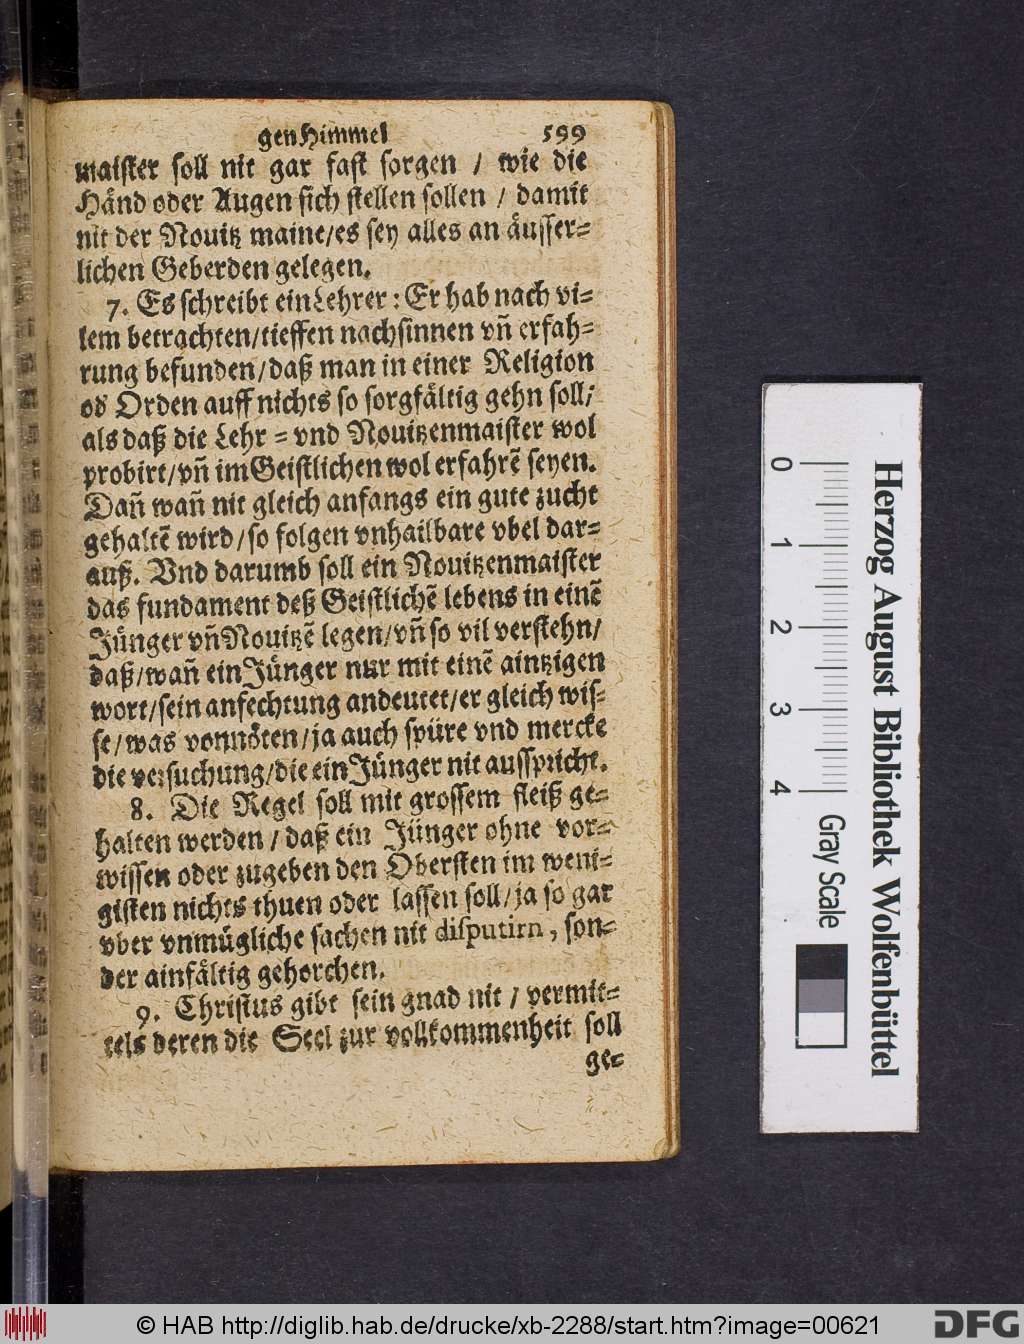 gen Himmel 599
maister soll nit gar fast sorgen / wie die
Händ oder Augen sich stellen sollen / damit
nit der Nouitz maine/es sey alles an äusser=
lichen Geberden gelegen.
7. Es schreibt ein Lehrer : Er hab nach vi=
lem betrachten/tieffen nachsinnen vñ erfah=
rung befunden/daß man in einer Religion
od Orden auff nichts so sorgfältig gehn soll/
als daß die Lehr = vnd Nouitzenmaister wol
probirt/vñ im Geistlichen wol erfahrẽ seyen.
Dañ wañ nit gleich anfangs ein gute zucht
gehaltẽ wird/so folgen vnhailbare vbel dar=
auß. Vnd darumb soll ein Nouitzenmaister
das fundament deß Geistlichẽ lebens in einẽ
Jünger vñ Nouitzẽ legen/vñ so vil verstehn/
daß/wañ ein Jünger nur mit einẽ aintzigen
wort/sein anfechtung andeutet/er gleich wis=
se/was vonnöten/ja auch spüre vnd mercke
die versuchung/die ein Jünger nit ausspricht.
8. Die Regel soll mit grossem fleiß ge=
halten werden / daß ein Jünger ohne vor=
wissen oder zugeben den Obersten im weni=
gisten nichts thuen oder lassen soll/ja so gar
vber vnmügliche sachen nit disputirn, son=
der ainfältig gehorchen.
9. Christus gibt sein gnad nit / vermit=
tels deren die Seel zur vollkommenheit soll
ge=
Herzog August Bibliothek Wolfenbüttel
0 1 2 3 4 Gray Scale
© HAB http://diglib.hab.de/drucke/xb-2288/start.htm?image=00621
DFG